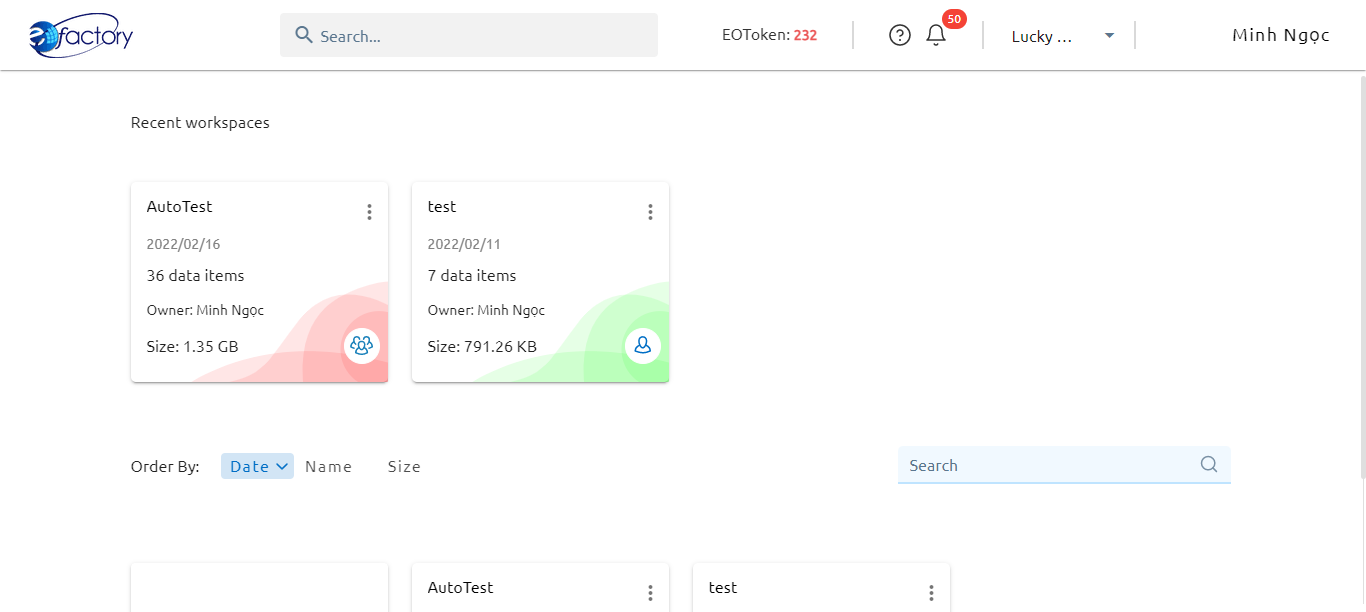 eofactory
Search...
EOToken: 232
50
Lucky ...
Minh Ngọc
Recent workspaces
AutoTest
2022/02/16
36 data items
Owner: Minh Ngọc
Size: 1.35 GB
test
2022/02/11
7 data items
Owner: Minh Ngọc
Size: 791.26 KB
Order By: Date Name Size
Search
AutoTest
test